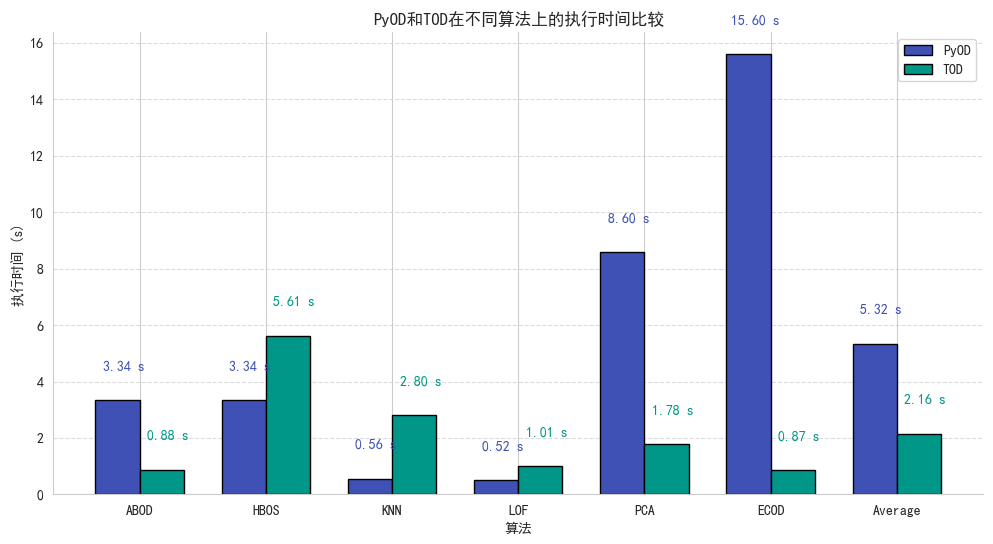 PyOD和TOD在不同算法上的执行时间比较
15.60 s
PyOD
TOD
16
14
12
10
8
6
4
2
0
执行时间 (s)
3.34 s
0.88 s
3.34 s
5.61 s
0.56 s
2.80 s
0.52 s
1.01 s
8.60 s
1.78 s
0.87 s
5.32 s
2.16 s
ABOD
HBOS
KNN
LOF
PCA
ECOD
Average
算法